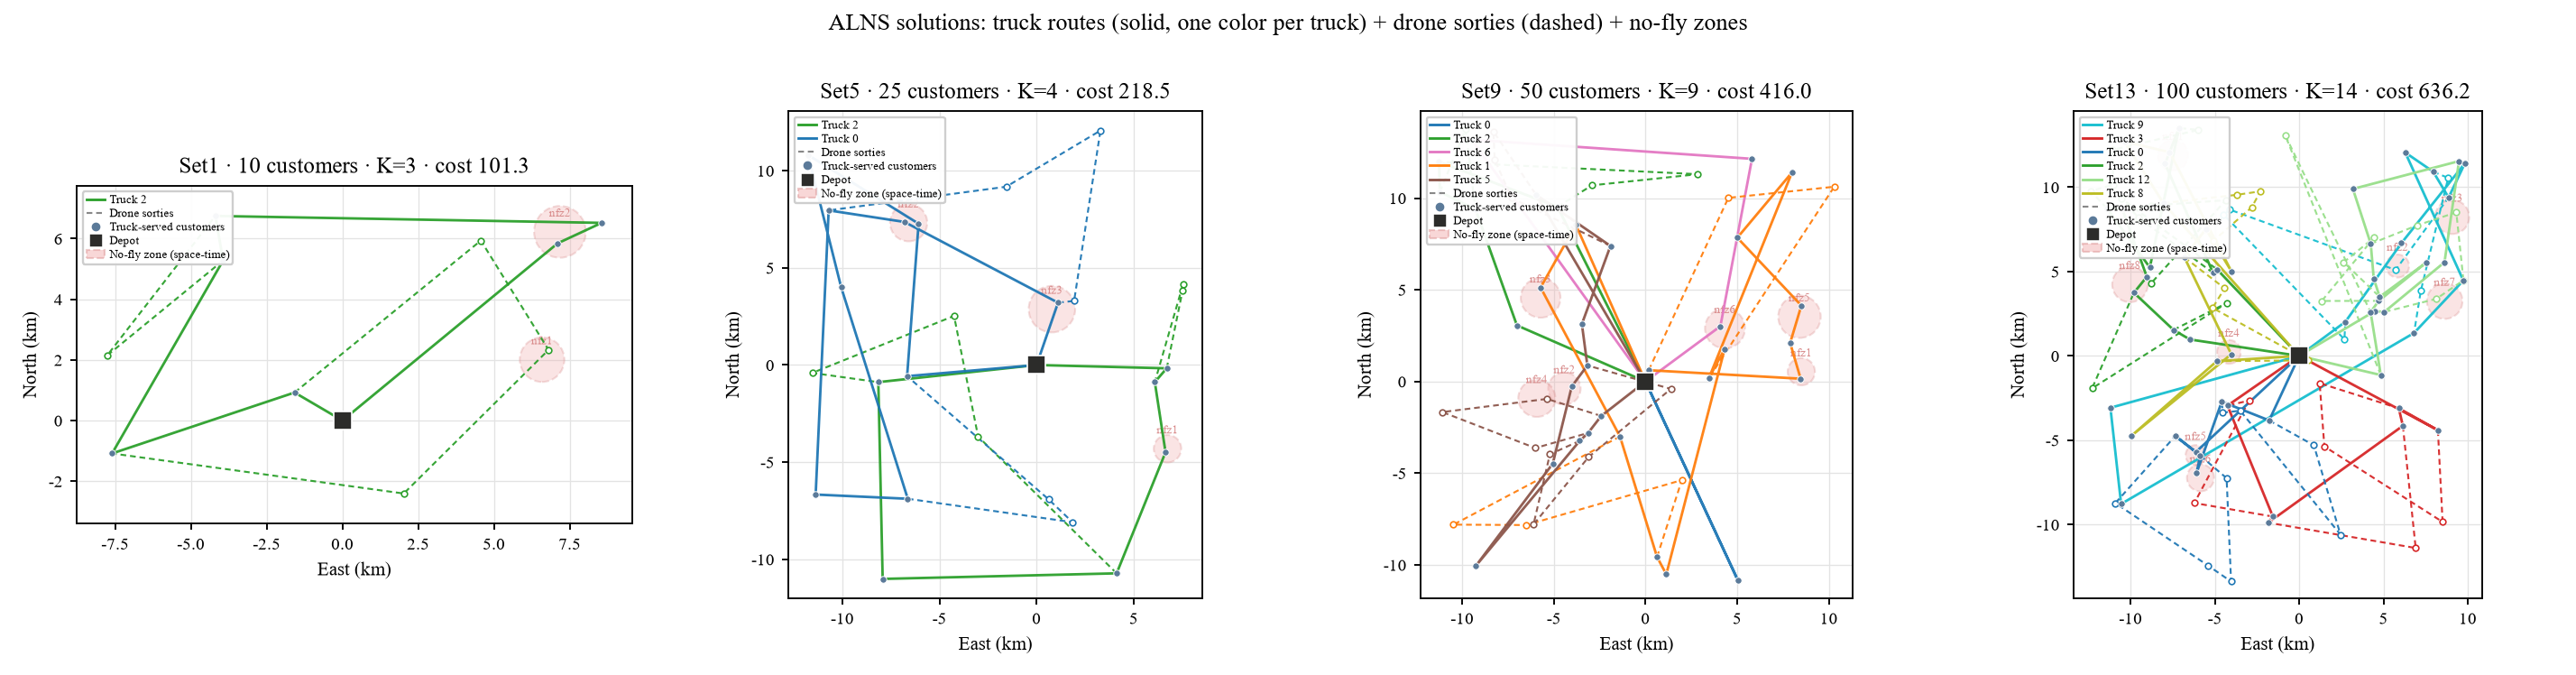 ALNS solutions: truck routes (solid, one color per truck) + drone sorties (dashed) + no-fly zones
Set1 · 10 customers · K=3 · cost 101.3
Truck 2
Drone sorties
Truck-served customers
Depot
No-fly zone (space-time)
nfz2
nfz1
6
4
2
0
-2
North (km)
-7.5
-5.0
-2.5
0.0
2.5
5.0
7.5
East (km)
Set5 · 25 customers · K=4 · cost 218.5
Truck 2
Truck 0
Drone sorties
Truck-served customers
Depot
No-fly zone (space-time)
nfz3
nfz1
10
5
0
-5
-10
North (km)
-10
-5
0
5
East (km)
Set9 · 50 customers · K=9 · cost 416.0
Truck 0
Truck 2
Truck 6
Truck 1
Truck 5
Drone sorties
Truck-served customers
Depot
No-fly zone (space-time)
nfz6
nfz5
nfz1
nfz2
nfz4
10
5
0
-5
-10
North (km)
-10
-5
0
5
10
East (km)
Set13 · 100 customers · K=14 · cost 636.2
Truck 9
Truck 3
Truck 0
Truck 2
Truck 12
Truck 8
Drone sorties
Truck-served customers
Depot
No-fly zone (space-time)
nfz8
nfz7
nfz4
nfz5
10
5
0
-5
-10
North (km)
-10
-5
0
5
10
East (km)